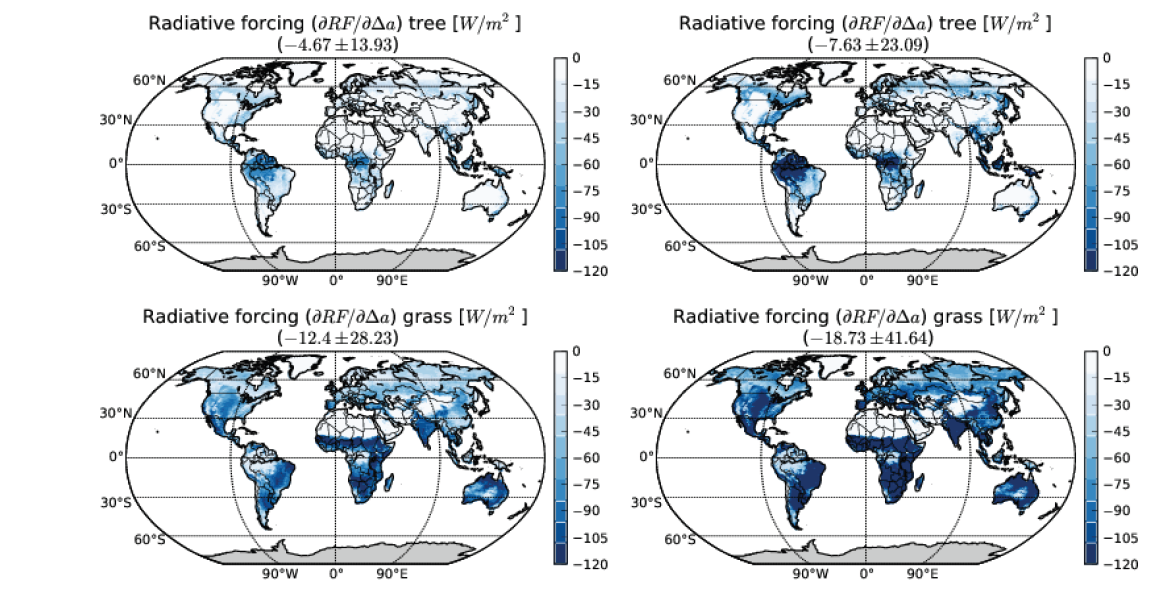 Radiative forcing (∂RF/∂Δa) tree [W/m² ]
(−4.67 ±13.93)
60°N
30°N
0°
30°S
60°S
90°W 0° 90°E
0
−15
−30
−45
−60
−75
−90
−105
−120
Radiative forcing (∂RF/∂Δa) tree [W/m² ]
(−7.63 ±23.09)
60°N
30°N
0°
30°S
60°S
90°W 0° 90°E
0
−15
−30
−45
−60
−75
−90
−105
−120
Radiative forcing (∂RF/∂Δa) grass [W/m² ]
(−12.4 ±28.23)
60°N
30°N
0°
30°S
60°S
90°W 0° 90°E
0
−15
−30
−45
−60
−75
−90
−105
−120
Radiative forcing (∂RF/∂Δa) grass [W/m² ]
(−18.73 ±41.64)
60°N
30°N
0°
30°S
60°S
90°W 0° 90°E
0
−15
−30
−45
−60
−75
−90
−105
−120